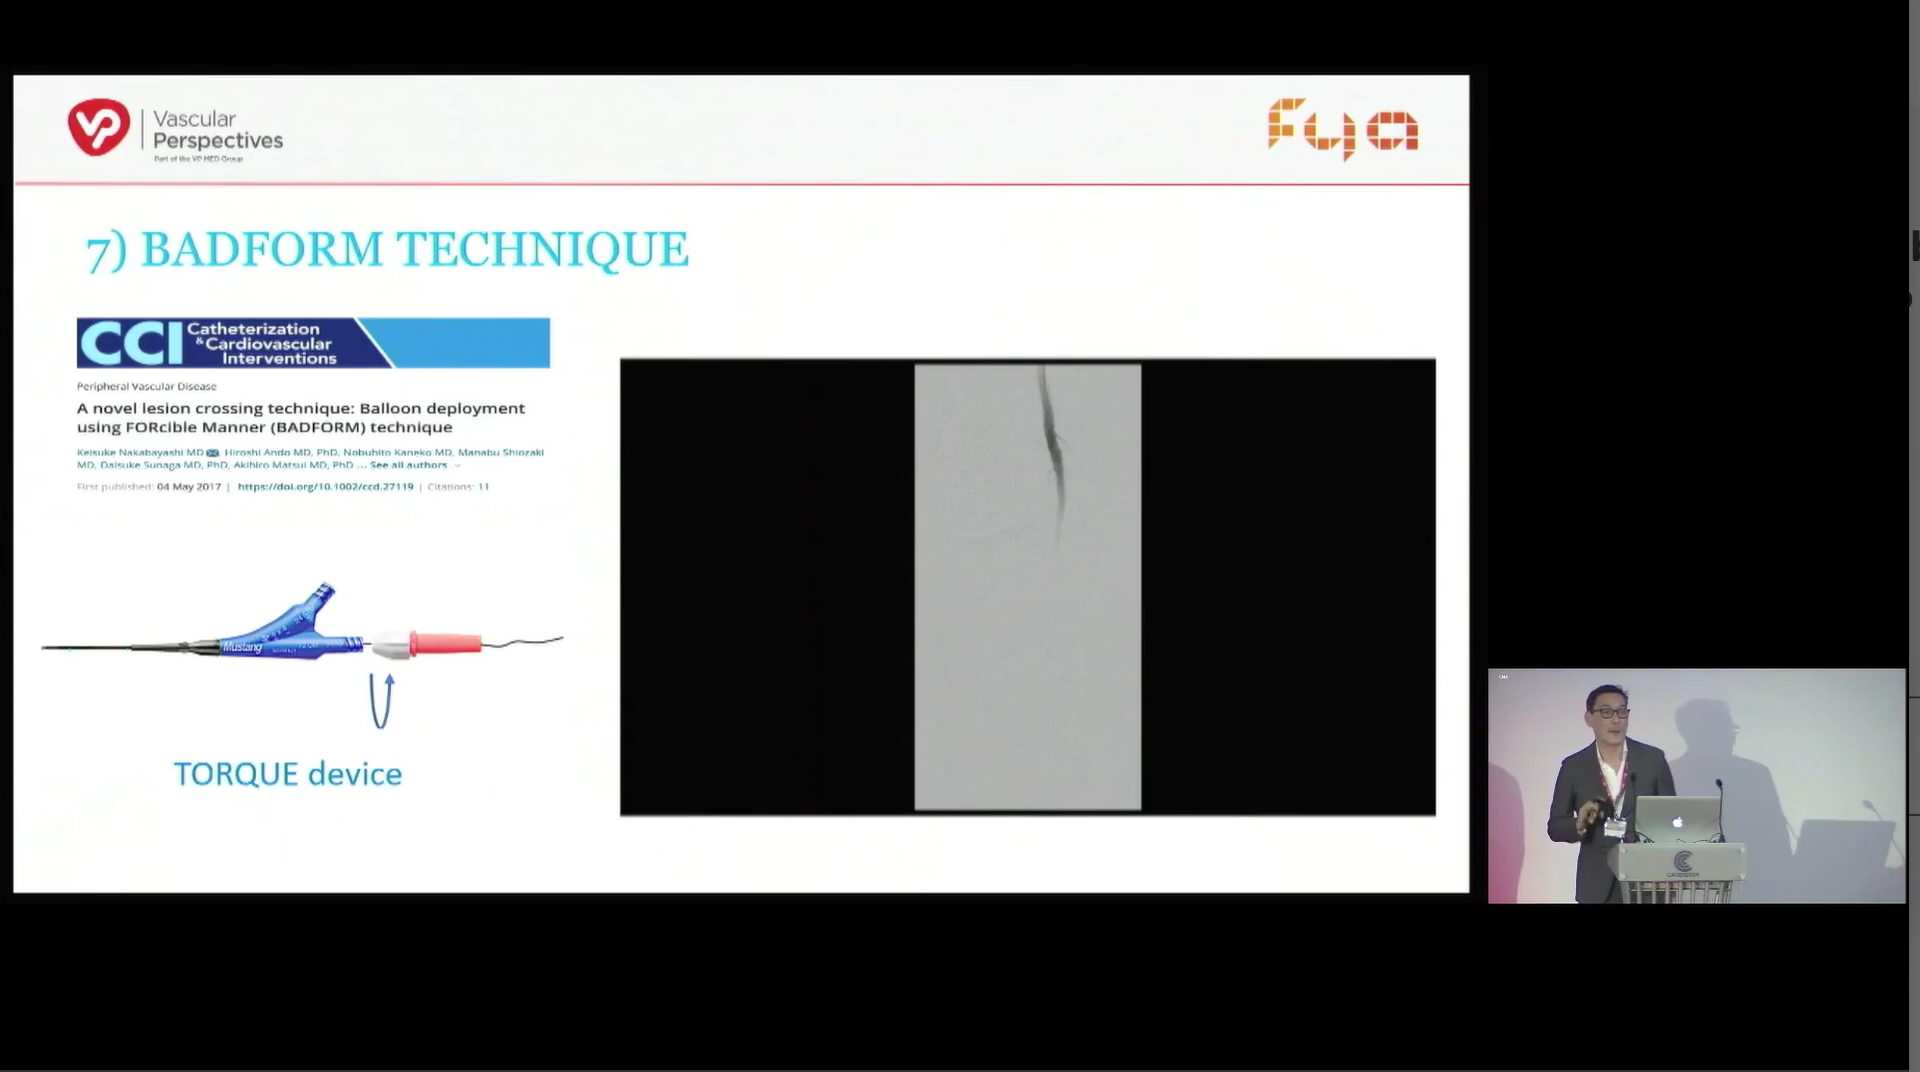 VP
Vascular
Perspectives
Part of the VP MED Group
Fya
7) BADFORM TECHNIQUE
CCI Catheterization
& Cardiovascular
Interventions
Peripheral Vascular Disease
A novel lesion crossing technique: Balloon deployment
using FORcible Manner (BADFORM) technique
Keisuke Nakabayashi MD, Hiroshi Ando MD, PhD, Nobuhito Kaneko MD, Manabu Shiozaki
MD, Daisuke Sunaga MD, PhD, Akihiro Matsui MD, PhD ... See all authors
First published: 04 May 2017 | https://doi.org/10.1002/ccd.27119 | Citations: 11
Mustang
TORQUE device